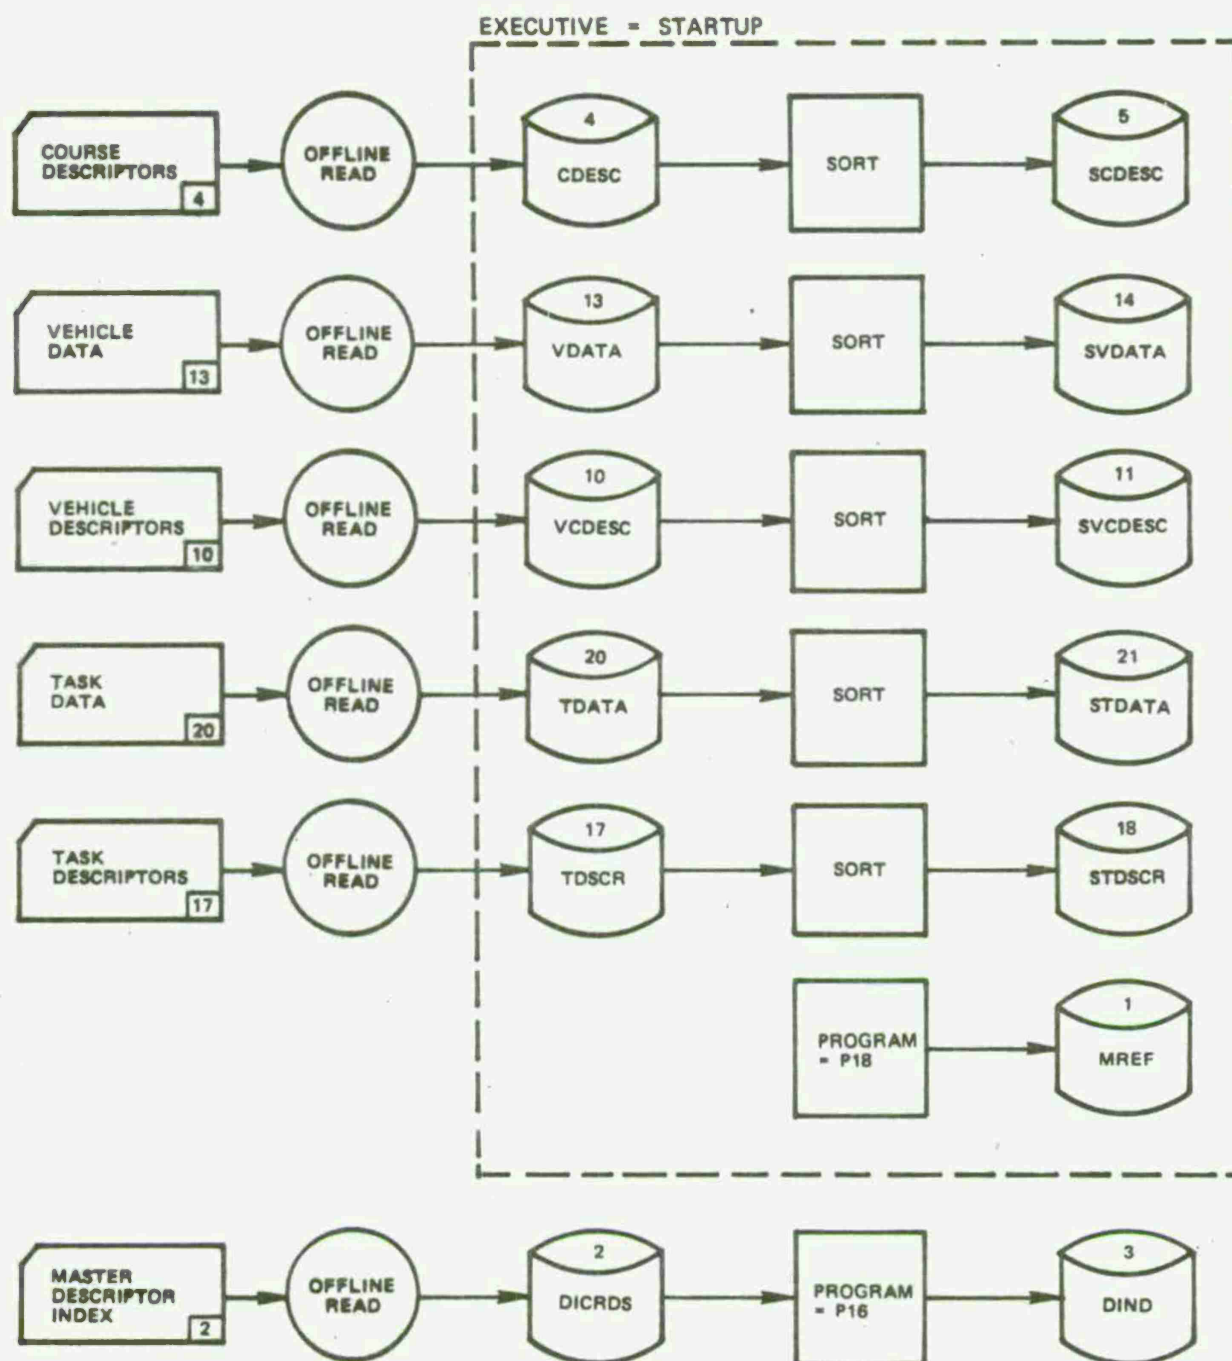 EXECUTIVE = STARTUP
COURSE
DESCRIPTORS
4
OFFLINE
READ
4
CDESC
SORT
5
SCDESC
VEHICLE
DATA
13
OFFLINE
READ
13
VDATA
SORT
14
SVDATA
VEHICLE
DESCRIPTORS
10
OFFLINE
READ
10
VCDESC
SORT
11
SVCDESC
TASK
DATA
20
OFFLINE
READ
20
TDATA
SORT
21
STDATA
TASK
DESCRIPTORS
17
OFFLINE
READ
17
TDSCR
SORT
18
STDSCR
PROGRAM
= P18
1
MREF
MASTER
DESCRIPTOR
INDEX
2
OFFLINE
READ
2
DICRDS
PROGRAM
= P16
3
DIND